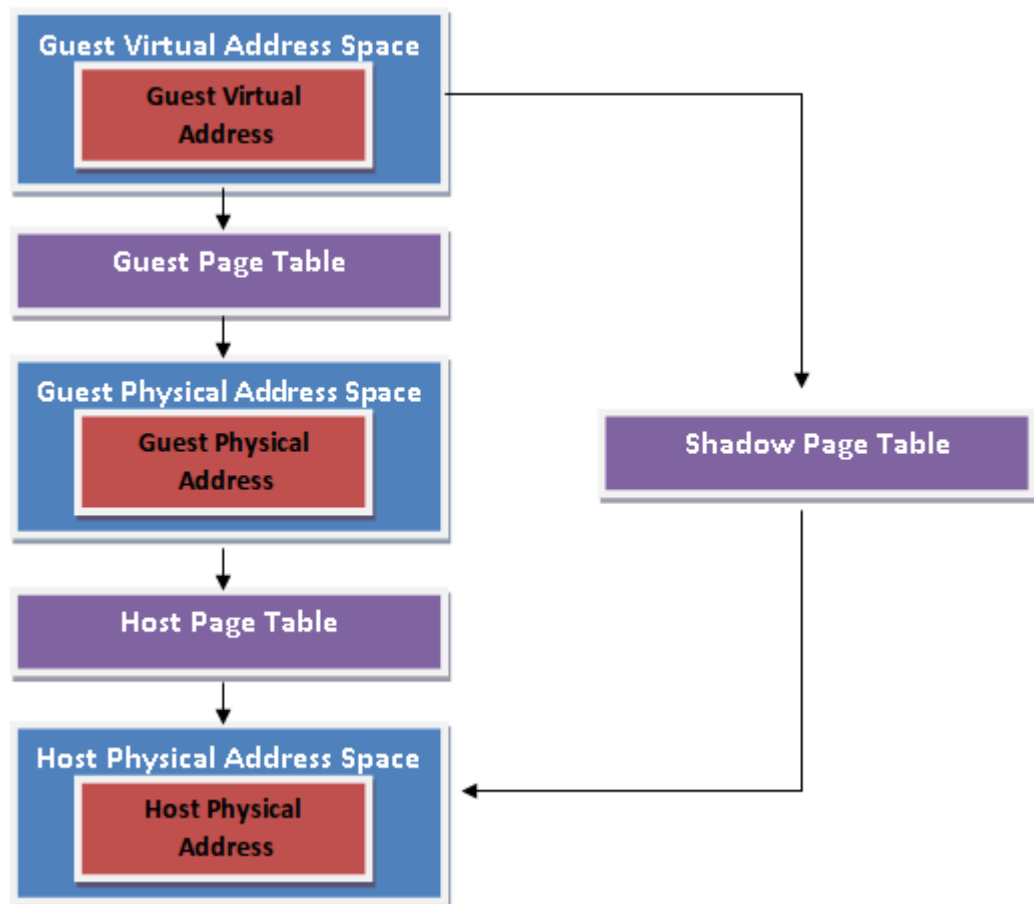 Guest Virtual Address Space
Guest Virtual
Address
Guest Page Table
Guest Physical Address Space
Guest Physical
Address
Shadow Page Table
Host Page Table
Host Physical Address Space
Host Physical
Address